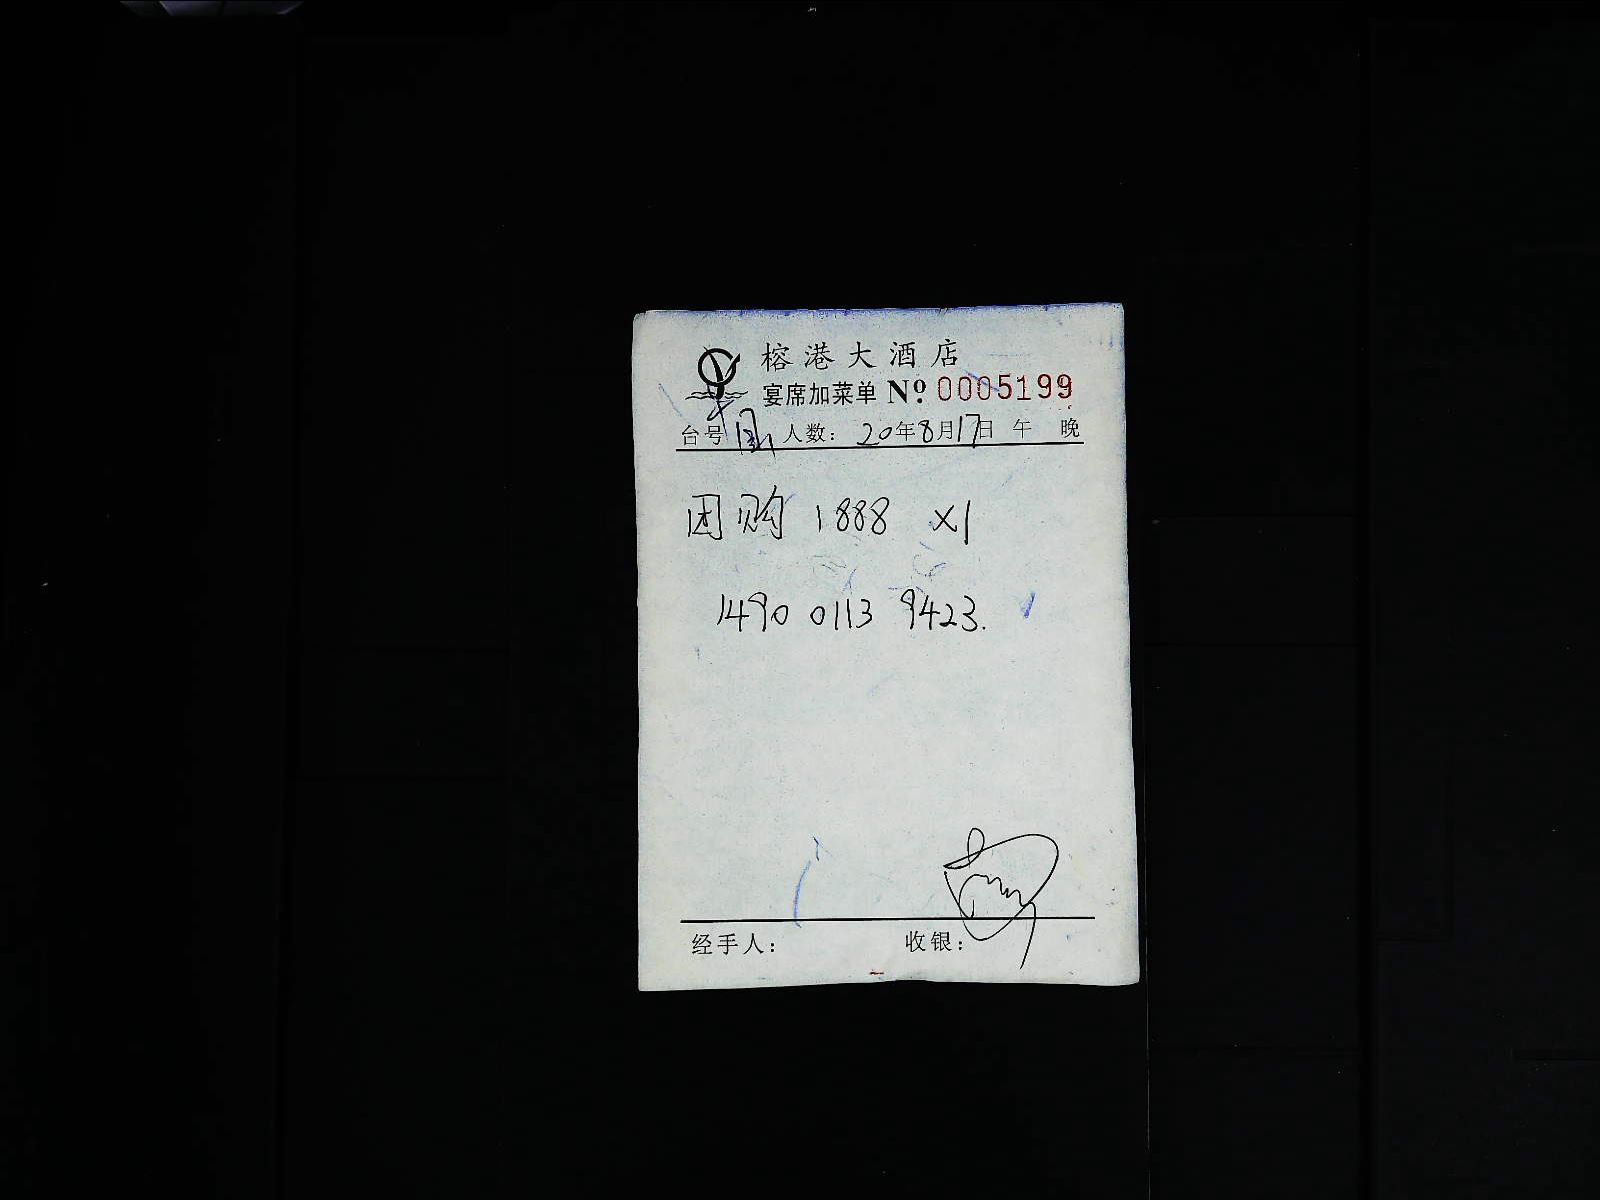 榕港大酒店
宴席加菜单 Nº 0005199
台号 人数: 20年8月17日 午 晚
团购 1888 X1
1490 0113 9423.
经手人: 收银: